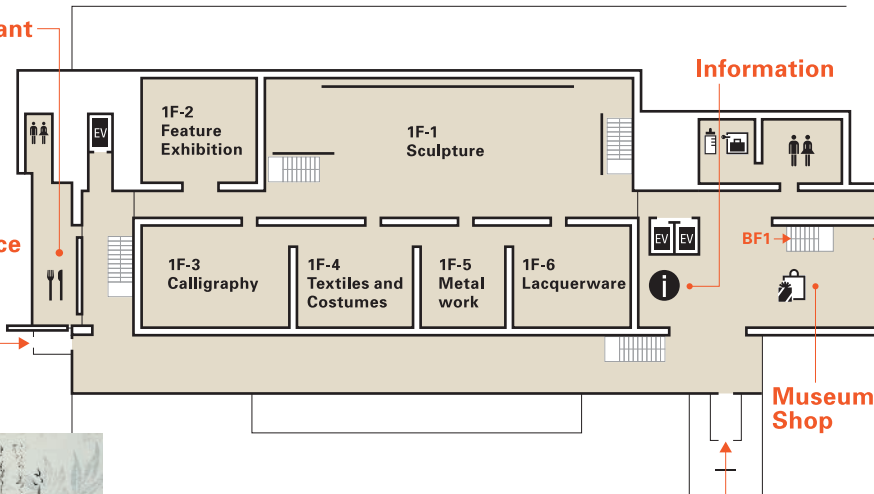 ant
Information
1F-2
Feature
Exhibition
1F-1
Sculpture
EV
ce
EV EV
BF1
1F-3
Calligraphy
1F-4
Textiles and
Costumes
1F-5
Metal
work
1F-6
Lacquerware
i
Museum
Shop